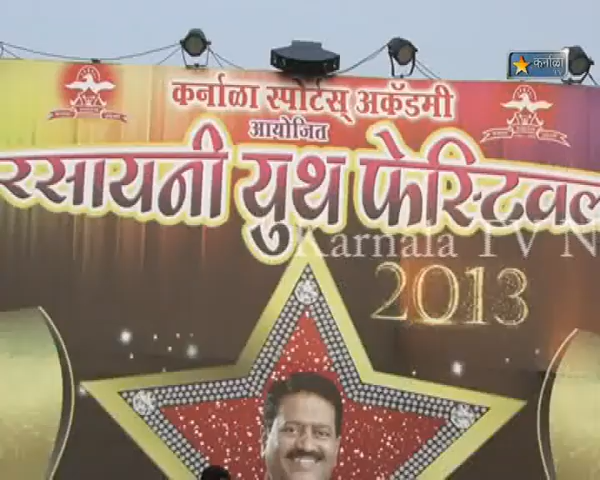 कर्नाळा
कर्नाळा स्पोर्टस् अकॅडमी
आयोजित
रसायनी युथ फेस्टिवल
Karnala TV N
2013